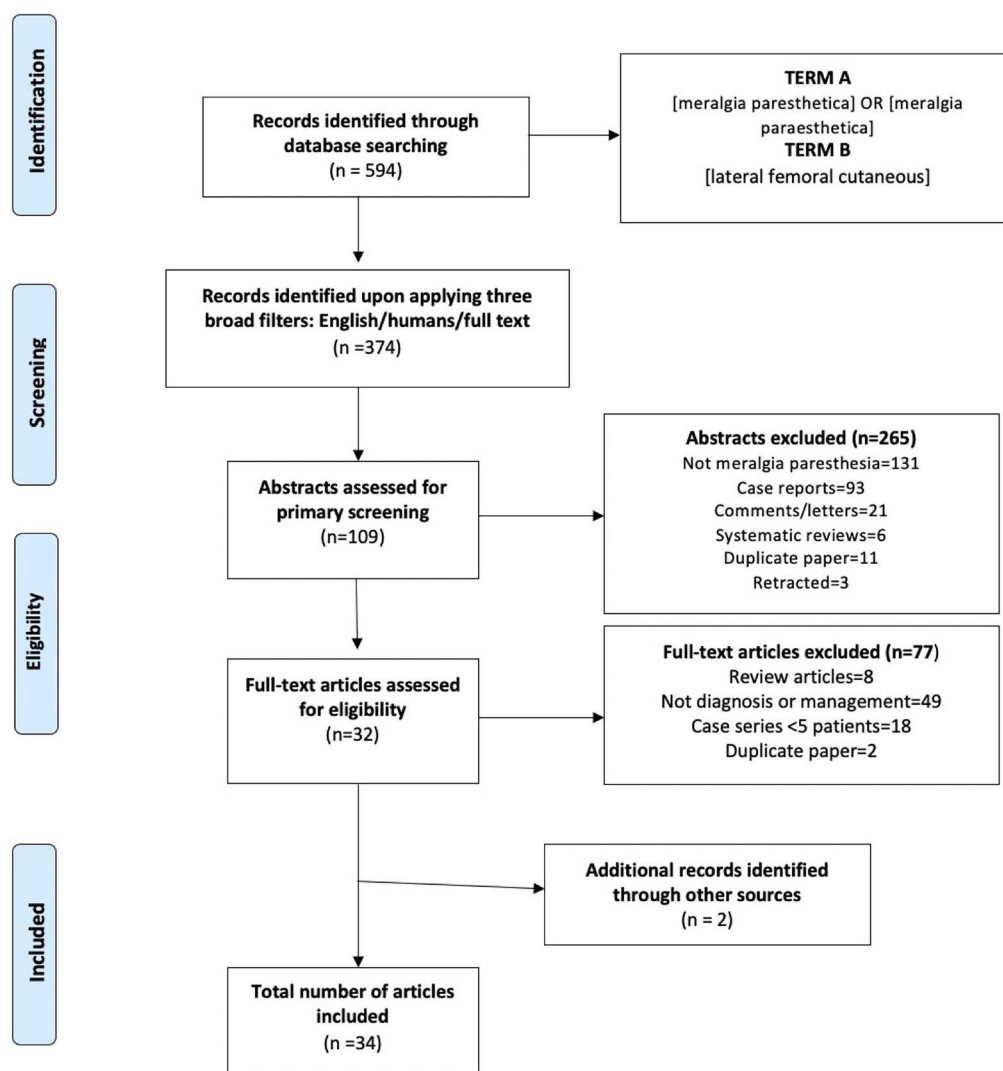 Identification
Records identified through
database searching
(n = 594)
TERM A
[meralgia paresthetica] OR [meralgia
paraesthetica]
TERM B
[lateral femoral cutaneous]
Screening
Records identified upon applying three
broad filters: English/humans/full text
(n =374)
Abstracts assessed for
primary screening
(n=109)
Abstracts excluded (n=265)
Not meralgia paresthesia=131
Case reports=93
Comments/letters=21
Systematic reviews=6
Duplicate paper=11
Retracted=3
Eligibility
Full-text articles assessed
for eligibility
(n=32)
Full-text articles excluded (n=77)
Review articles=8
Not diagnosis or management=49
Case series <5 patients=18
Duplicate paper=2
Included
Additional records identified
through other sources
(n = 2)
Total number of articles
included
(n =34)